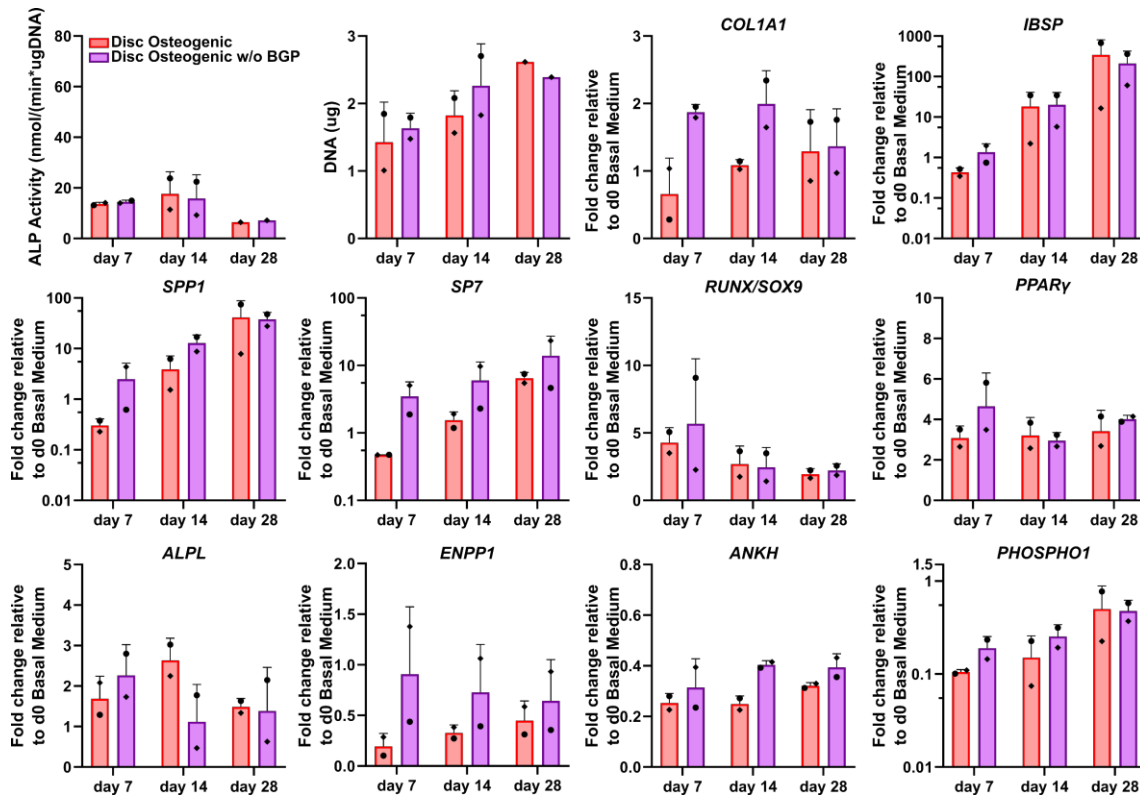 ALP Activity (nmol/(min*ugDNA)
80
60
40
20
0
Disc Osteogenic
Disc Osteogenic w/o BGP
day 7 day 14 day 28
DNA (ug)
3
2
1
0
day 7 day 14 day 28
COL1A1
Fold change relative
to d0 Basal Medium
3
2
1
0
day 7 day 14 day 28
IBSP
Fold change relative
to d0 Basal Medium
1000
100
10
1
0.1
0.01
day 7 day 14 day 28
SPP1
Fold change relative
to d0 Basal Medium
100
10
1
0.1
0.01
day 7 day 14 day 28
SP7
Fold change relative
to d0 Basal Medium
100
10
1
0.1
day 7 day 14 day 28
RUNX/SOX9
Fold change relative
to d0 Basal Medium
15
10
5
0
day 7 day 14 day 28
PPARγ
Fold change relative
to d0 Basal Medium
10
8
6
4
2
0
day 7 day 14 day 28
ALPL
Fold change relative
to d0 Basal Medium
5
4
3
2
1
0
day 7 day 14 day 28
ENPP1
Fold change relative
to d0 Basal Medium
2.0
1.5
1.0
0.5
0.0
day 7 day 14 day 28
ANKH
Fold change relative
to d0 Basal Medium
0.8
0.6
0.4
0.2
0.0
day 7 day 14 day 28
PHOSPHO1
Fold change relative
to d0 Basal Medium
1.5
1
0.1
0.01
day 7 day 14 day 28